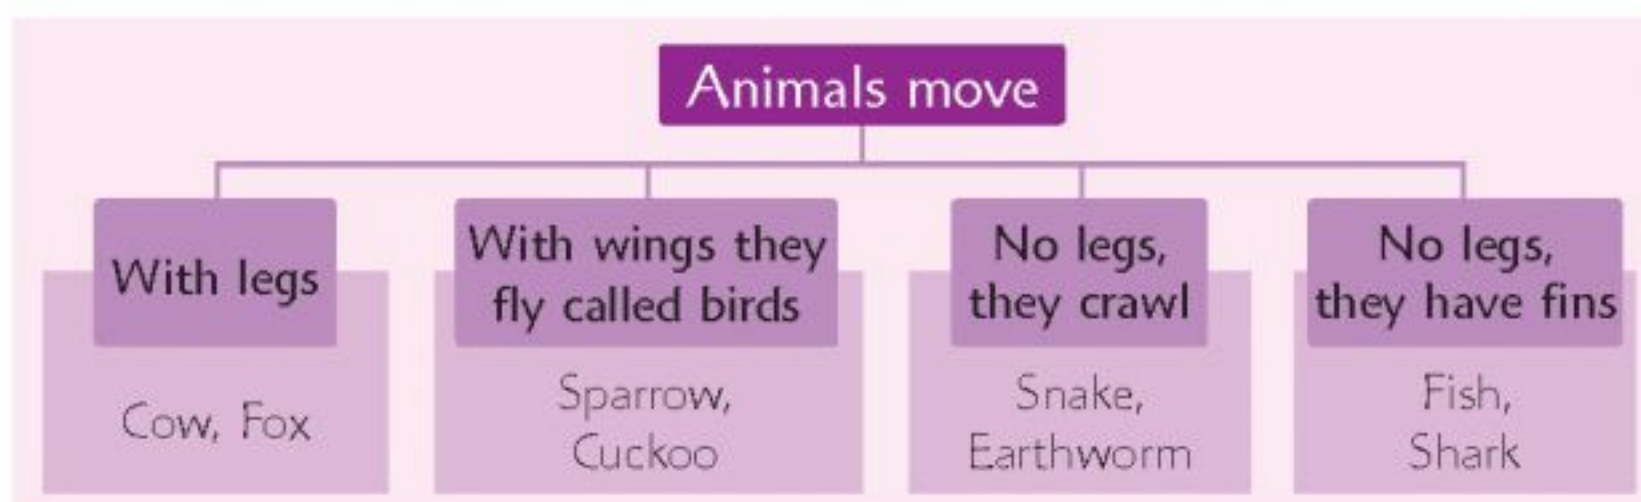 Animals move
With legs
Cow, Fox
With wings they
fly called birds
Sparrow,
Cuckoo
No legs,
they crawl
Snake,
Earthworm
No legs,
they have fins
Fish,
Shark